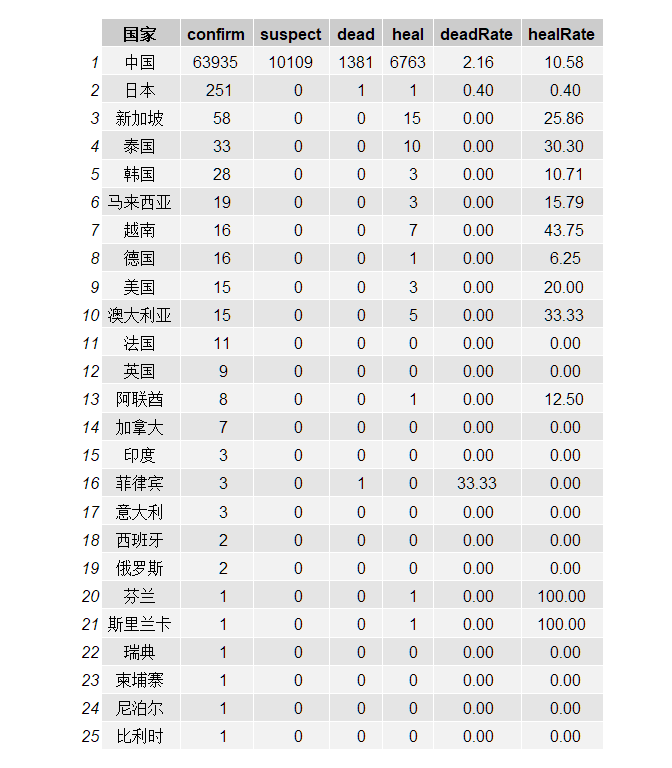 国家 confirm suspect dead heal deadRate healRate
1 中国 63935 10109 1381 6763 2.16 10.58
2 日本 251 0 1 1 0.40 0.40
3 新加坡 58 0 0 15 0.00 25.86
4 泰国 33 0 0 10 0.00 30.30
5 韩国 28 0 0 3 0.00 10.71
6 马来西亚 19 0 0 3 0.00 15.79
7 越南 16 0 0 7 0.00 43.75
8 德国 16 0 0 1 0.00 6.25
9 美国 15 0 0 3 0.00 20.00
10 澳大利亚 15 0 0 5 0.00 33.33
11 法国 11 0 0 0 0.00 0.00
12 英国 9 0 0 0 0.00 0.00
13 阿联酋 8 0 0 1 0.00 12.50
14 加拿大 7 0 0 0 0.00 0.00
15 印度 3 0 0 0 0.00 0.00
16 菲律宾 3 0 1 0 33.33 0.00
17 意大利 3 0 0 0 0.00 0.00
18 西班牙 2 0 0 0 0.00 0.00
19 俄罗斯 2 0 0 0 0.00 0.00
20 芬兰 1 0 0 1 0.00 100.00
21 斯里兰卡 1 0 0 1 0.00 100.00
22 瑞典 1 0 0 0 0.00 0.00
23 柬埔寨 1 0 0 0 0.00 0.00
24 尼泊尔 1 0 0 0 0.00 0.00
25 比利时 1 0 0 0 0.00 0.00